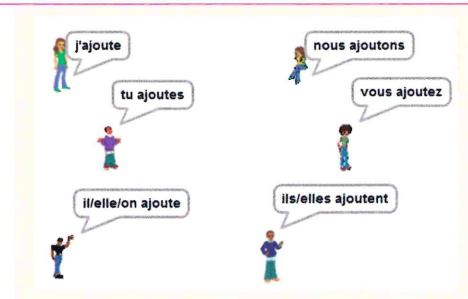 j'ajoute
nous ajoutons
tu ajoutes
vous ajoutez
il/elle/on ajoute
ils/elles ajoutent